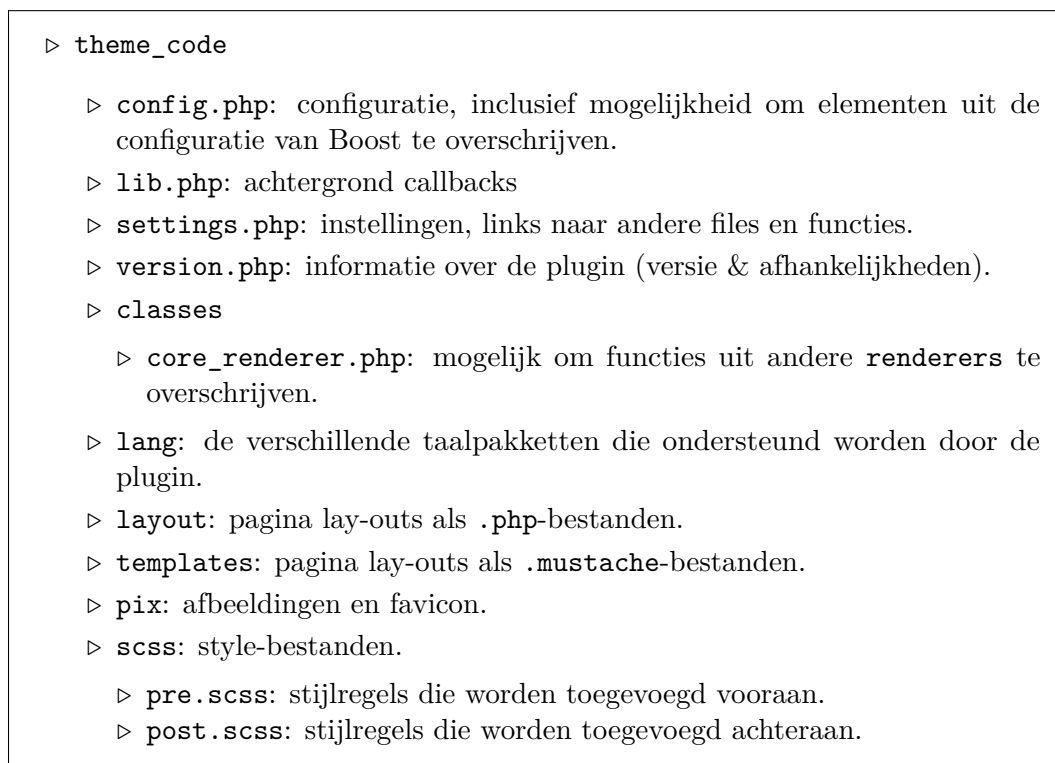 ▷ theme_code
▷ config.php: configuratie, inclusief mogelijkheid om elementen uit de
configuratie van Boost te overschrijven.
▷ lib.php: achtergrond callbacks
▷ settings.php: instellingen, links naar andere files en functies.
▷ version.php: informatie over de plugin (versie & afhankelijkheden).
▷ classes
▷ core_renderer.php: mogelijk om functies uit andere renderers te
overschrijven.
▷ lang: de verschillende taalpakketten die ondersteund worden door de
plugin.
▷ layout: pagina lay-outs als .php-bestanden.
▷ templates: pagina lay-outs als .mustache-bestanden.
▷ pix: afbeeldingen en favicon.
▷ scss: style-bestanden.
▷ pre.scss: stijlregels die worden toegevoegd vooraan.
▷ post.scss: stijlregels die worden toegevoegd achteraan.